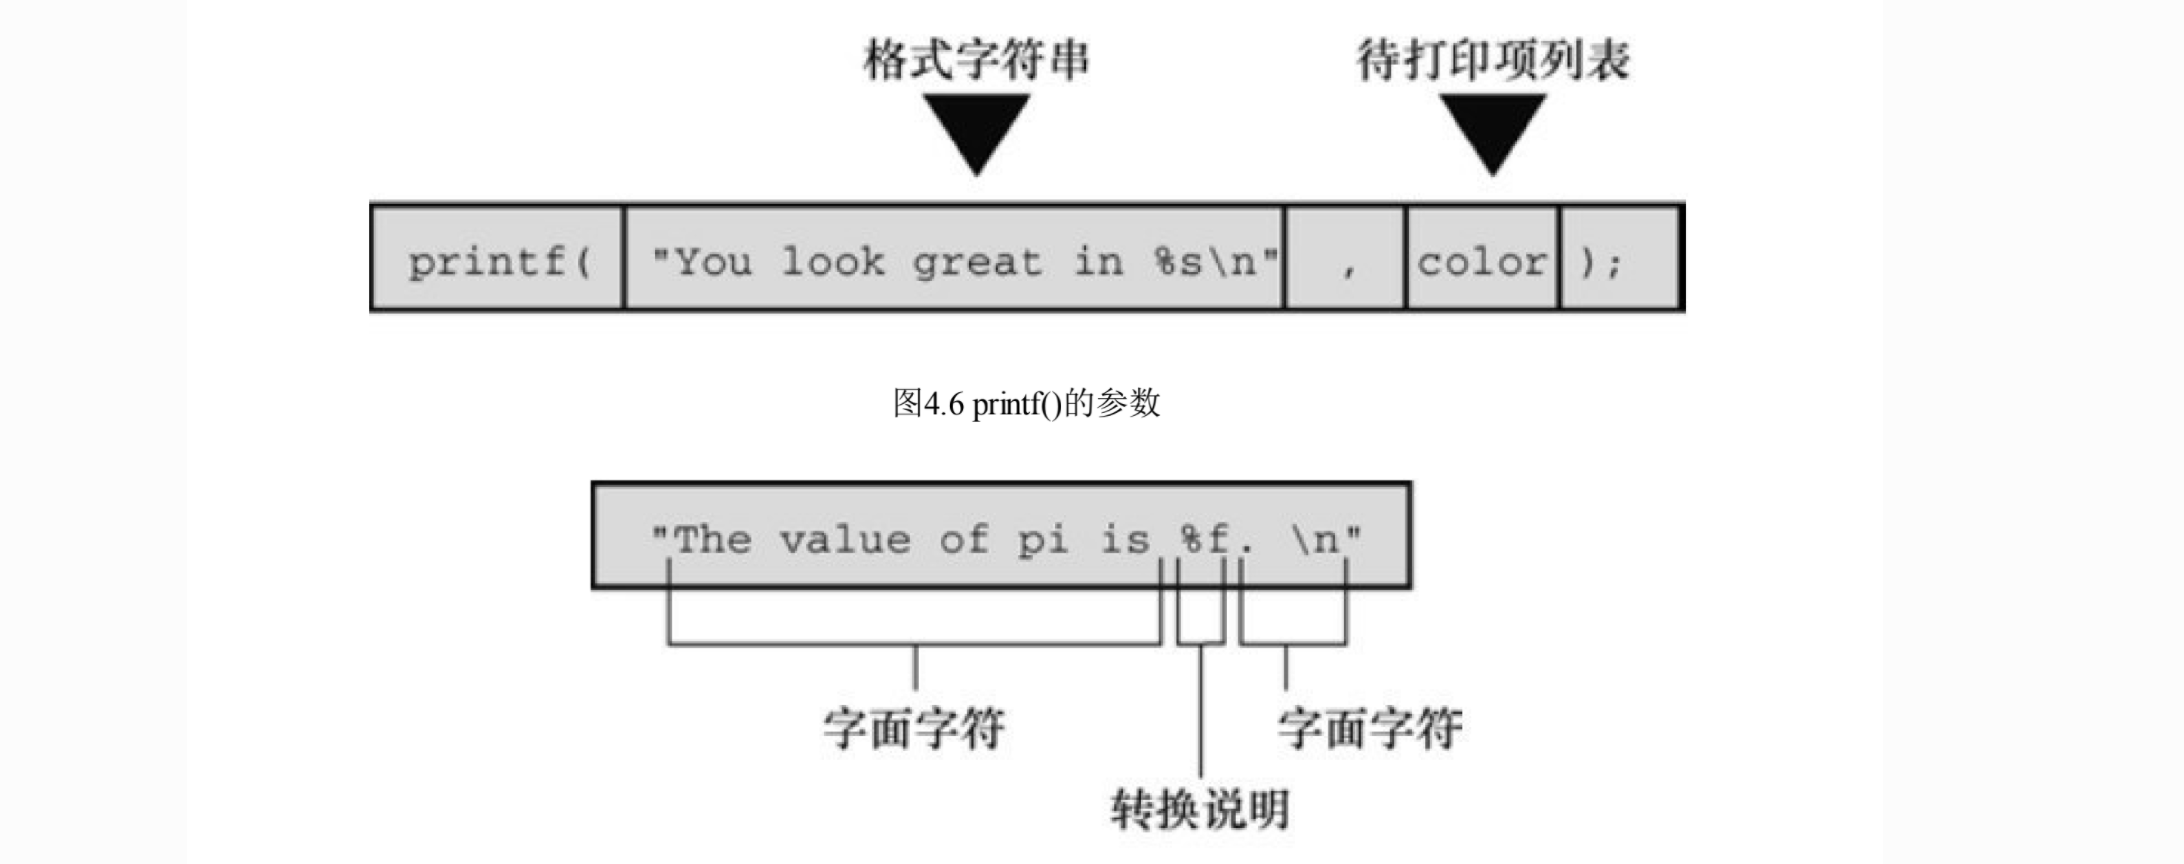 格式字符串 待打印项列表
printf( "You look great in %s\n" , color );
图4.6 printf()的参数
"The value of pi is %f. \n"
字面字符 字面字符
转换说明